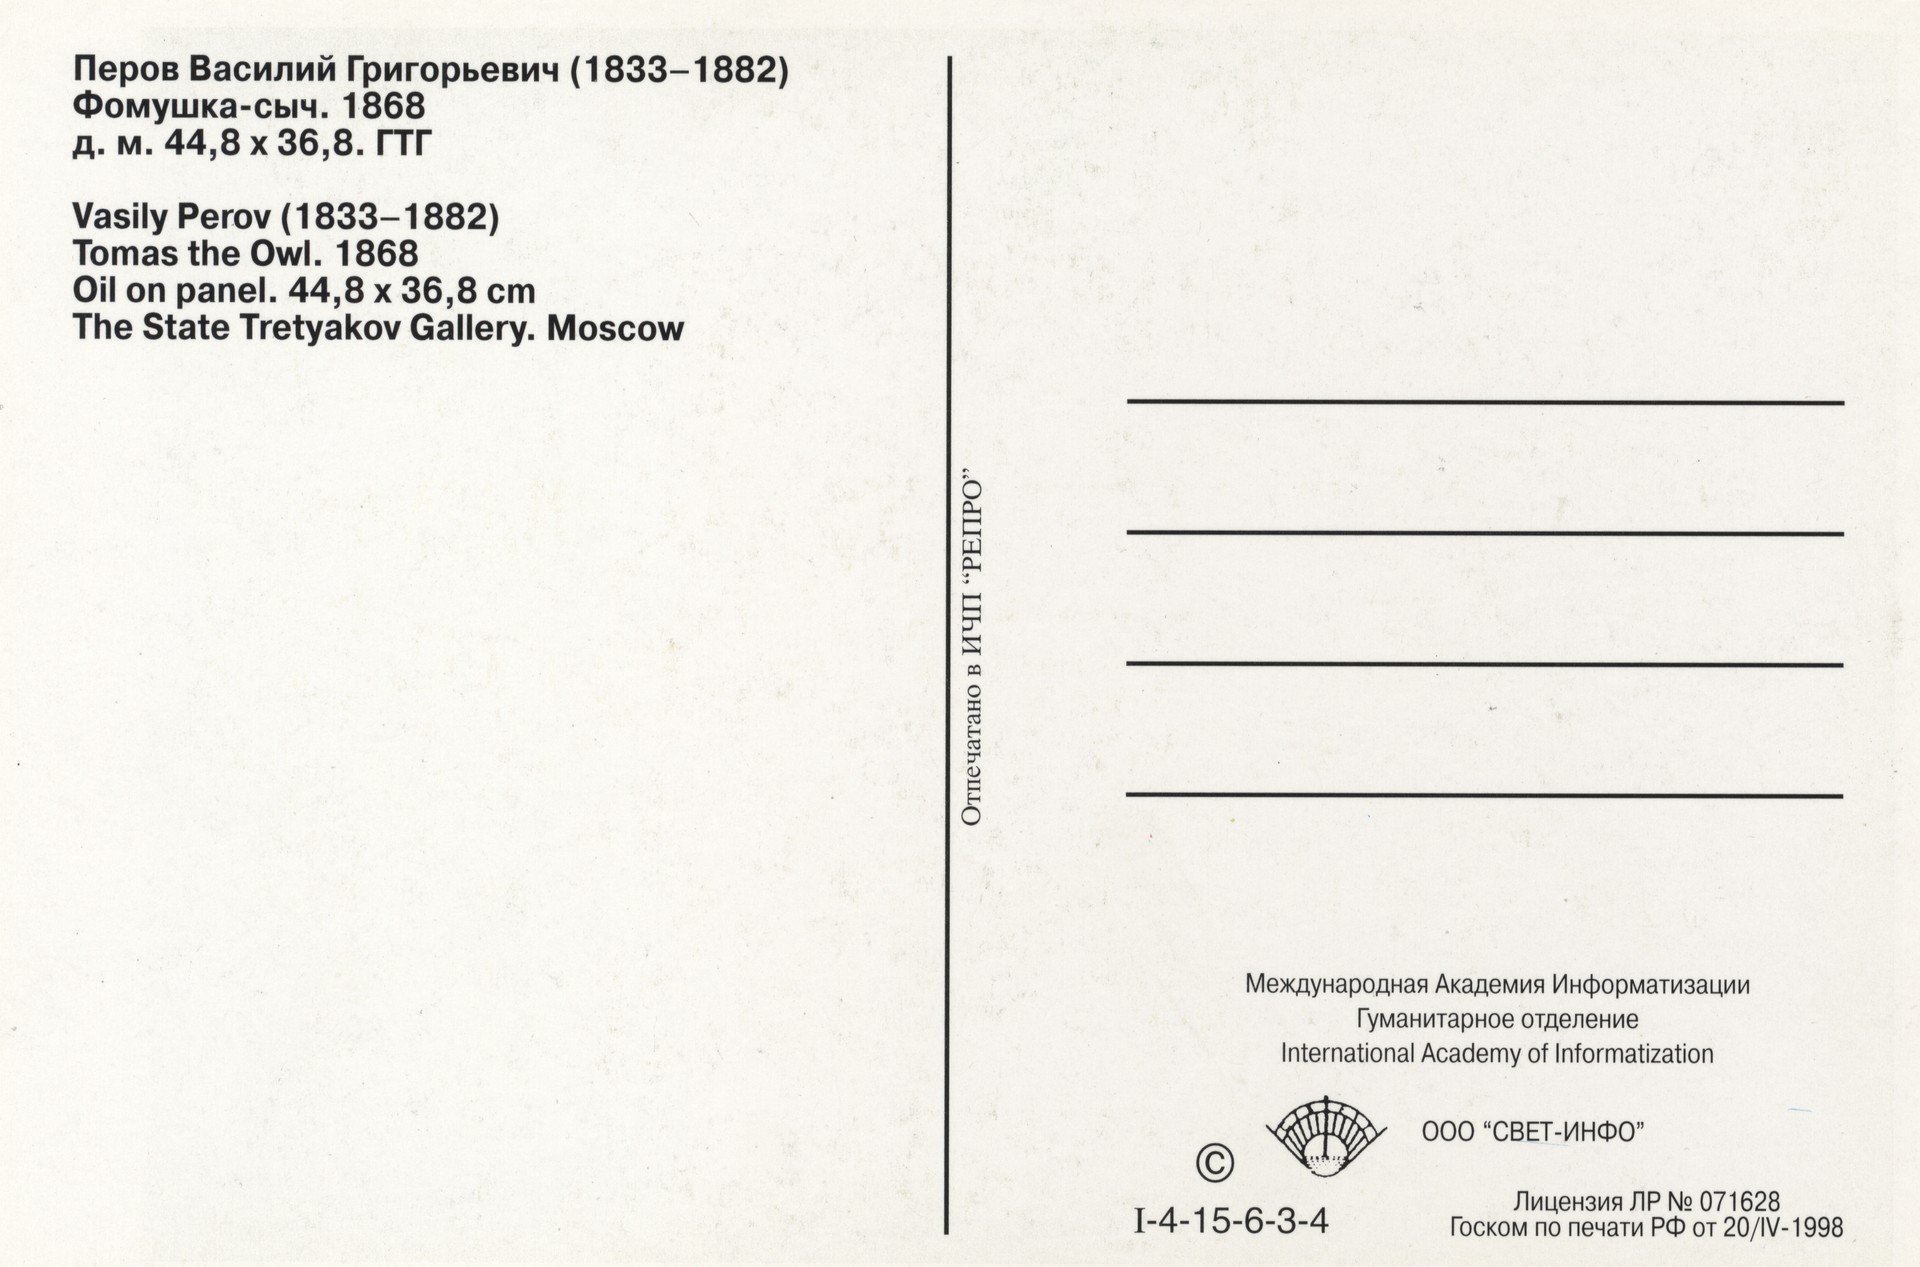 Перов Василий Григорьевич (1833–1882)
Фомушка-сыч. 1868
д. м. 44,8 x 36,8. ГТГ
Vasily Perov (1833–1882)
Tomas the Owl. 1868
Oil on panel. 44,8 x 36,8 cm
The State Tretyakov Gallery. Moscow
Отпечатано в ИЧП “РЕПРО”
Международная Академия Информатизации
Гуманитарное отделение
International Academy of Informatization
ООО “СВЕТ-ИНФО”
©
I-4-15-6-3-4
Лицензия ЛР № 071628
Госком по печати РФ от 20/IV-1998